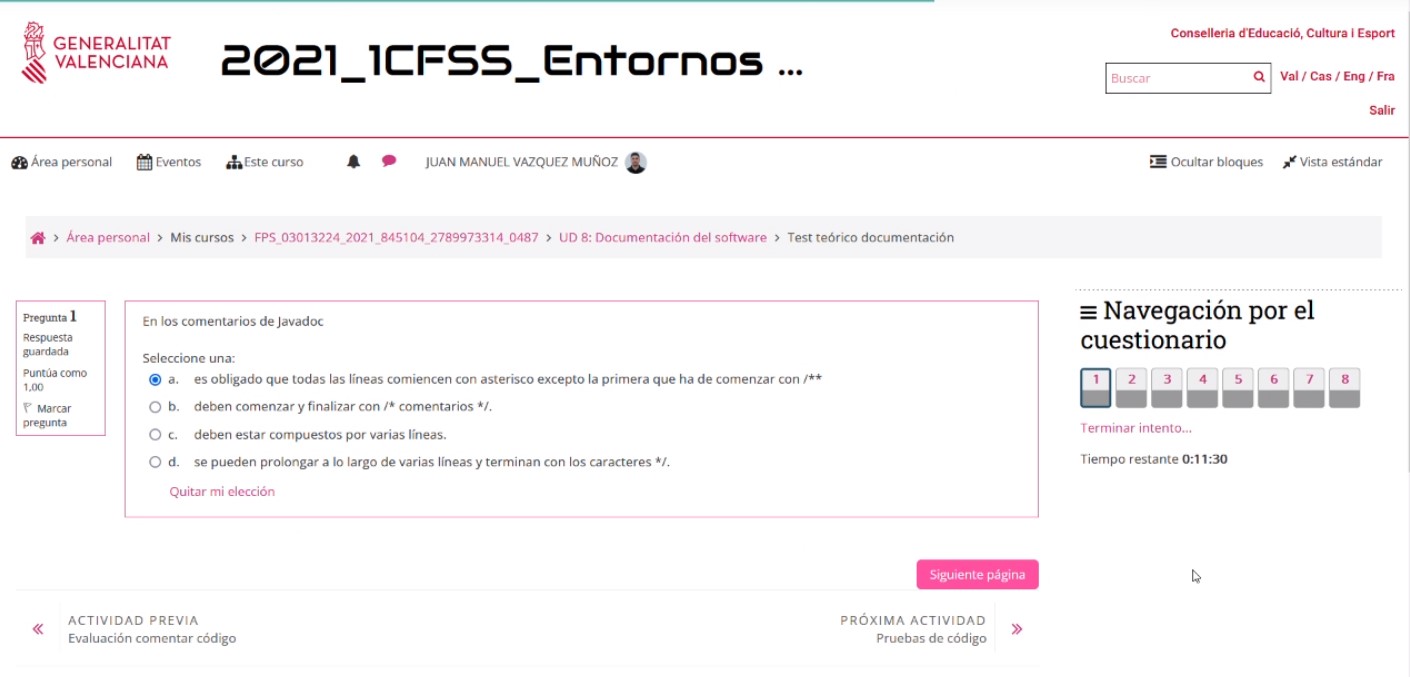 GENERALITAT
VALENCIANA
2021_1CFSS_Entornos ...
Conselleria d'Educació, Cultura i Esport
Buscar
Val / Cas / Eng / Fra
Salir
Área personal
Eventos
Este curso
JUAN MANUEL VAZQUEZ MUÑOZ
Ocultar bloques
Vista estándar
> Área personal > Mis cursos > FPS_03013224_2021_845104_2789973314_0487 > UD 8: Documentación del software > Test teórico documentación
Pregunta 1
Respuesta
guardada
Puntúa como
1,00
Marcar
pregunta
En los comentarios de Javadoc
Seleccione una:
a. es obligado que todas las líneas comiencen con asterisco excepto la primera que ha de comenzar con /**
b. deben comenzar y finalizar con /* comentarios */.
c. deben estar compuestos por varias líneas.
d. se pueden prolongar a lo largo de varias líneas y terminan con los caracteres */.
Quitar mi elección
Navegación por el
cuestionario
1 2 3 4 5 6 7 8
Terminar intento...
Tiempo restante 0:11:30
Siguiente página
ACTIVIDAD PREVIA
Evaluación comentar código
PRÓXIMA ACTIVIDAD
Pruebas de código